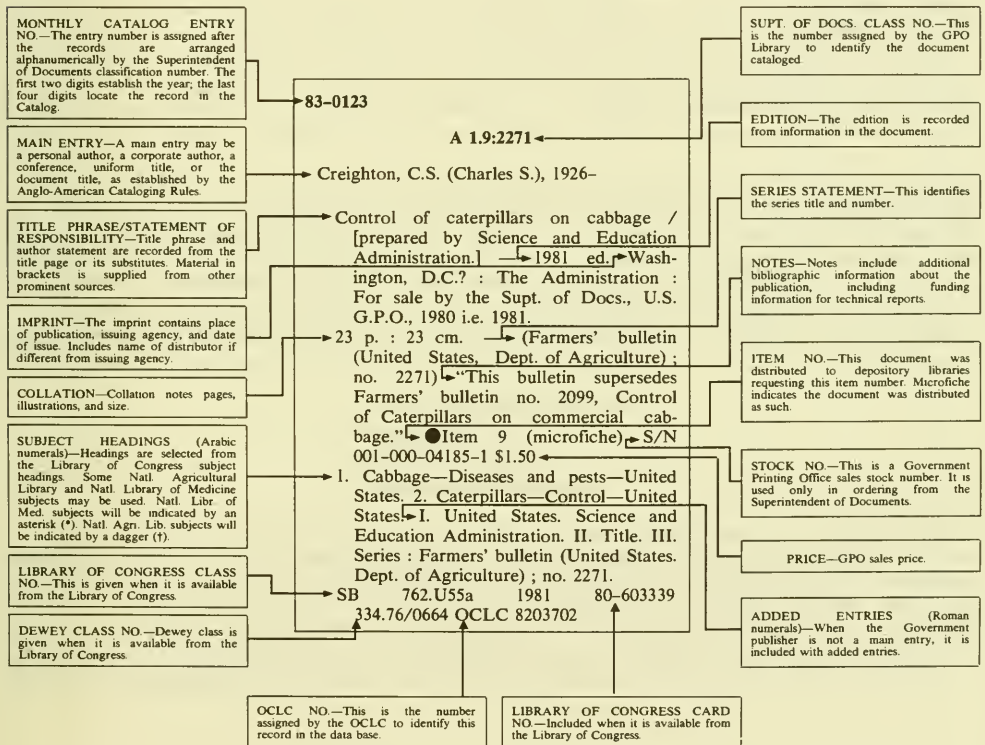 MONTHLY CATALOG ENTRY
NO.—The entry number is assigned after
the records are arranged
alphanumerically by the Superintendent
of Documents classification number. The
first two digits establish the year; the last
four digits locate the record in the
Catalog.
MAIN ENTRY—A main entry may be
a personal author, a corporate author, a
conference, uniform title, or the
document title, as established by the
Anglo-American Cataloging Rules.
TITLE PHRASE/STATEMENT OF
RESPONSIBILITY—Title phrase and
author statement are recorded from the
title page or its substitutes. Material in
brackets is supplied from other
prominent sources.
IMPRINT—The imprint contains place
of publication, issuing agency, and date
of issue. Includes name of distributor if
different from issuing agency.
COLLATION—Collation notes pages,
illustrations, and size.
SUBJECT HEADINGS (Arabic
numerals)—Headings are selected from
the Library of Congress subject
headings. Some Natl. Agricultural
Library and Natl. Library of Medicine
subjects may be used. Natl. Libr. of
Med. subjects will be indicated by an
asterisk (*). Natl. Agri. Lib. subjects will
be indicated by a dagger (†).
LIBRARY OF CONGRESS CLASS
NO.—This is given when it is available
from the Library of Congress.
DEWEY CLASS NO.—Dewey class is
given when it is available from the
Library of Congress.
83-0123
A 1.9:2271
Creighton, C.S. (Charles S.), 1926–
Control of caterpillars on cabbage /
[prepared by Science and Education
Administration.] — 1981 ed. Wash-
ington, D.C.? : The Administration :
For sale by the Supt. of Docs., U.S.
G.P.O., 1980 i.e. 1981.
23 p. : 23 cm. — (Farmers' bulletin
(United States, Dept. of Agriculture) ;
no. 2271) “This bulletin supersedes
Farmers' bulletin no. 2099, Control
of Caterpillars on commercial cab-
bage.” ●Item 9 (microfiche) S/N
001-000-04185-1 $1.50
1. Cabbage—Diseases and pests—United
States. 2. Caterpillars—Control—United
States. I. United States. Science and
Education Administration. II. Title. III.
Series : Farmers' bulletin (United States.
Dept. of Agriculture) ; no. 2271.
SB 762.U55a 1981 80-603339
334.76/0664 OCLC 8203702
SUPT. OF DOCS. CLASS NO.—This
is the number assigned by the GPO
Library to identify the document
cataloged.
EDITION—The edition is recorded
from information in the document.
SERIES STATEMENT—This identifies
the series title and number.
NOTES—Notes include additional
bibliographic information about the
publication, including funding
information for technical reports.
ITEM NO.—This document was
distributed to depository libraries
requesting this item number. Microfiche
indicates the document was distributed
as such.
STOCK NO.—This is a Government
Printing Office sales stock number. It is
used only in ordering from the
Superintendent of Documents.
PRICE—GPO sales price.
ADDED ENTRIES (Roman
numerals)—When the Government
publisher is not a main entry, it is
included with added entries.
OCLC NO.—This is the number
assigned by the OCLC to identify this
record in the data base.
LIBRARY OF CONGRESS CARD
NO.—Included when it is available from
the Library of Congress.